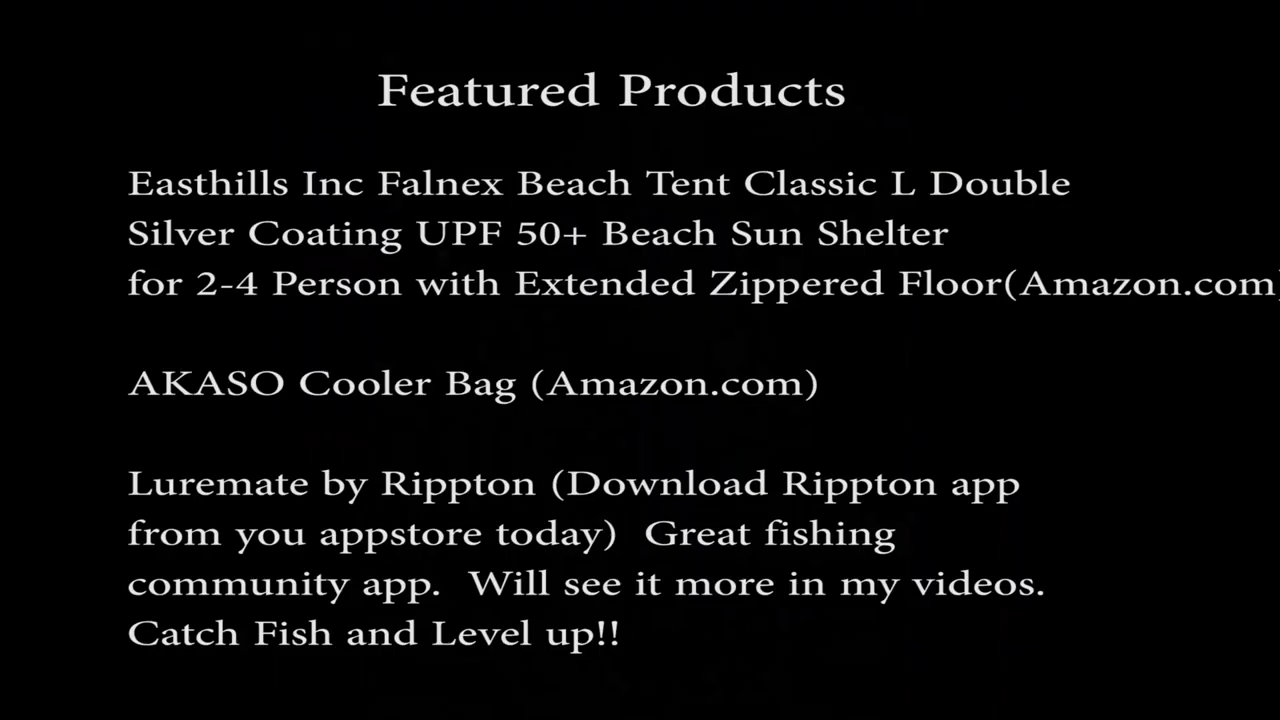 Featured Products
Easthills Inc Falnex Beach Tent Classic L Double
Silver Coating UPF 50+ Beach Sun Shelter
for 2-4 Person with Extended Zippered Floor(Amazon.com)
AKASO Cooler Bag (Amazon.com)
Luremate by Rippton (Download Rippton app
from you appstore today)  Great fishing
community app.  Will see it more in my videos.
Catch Fish and Level up!!